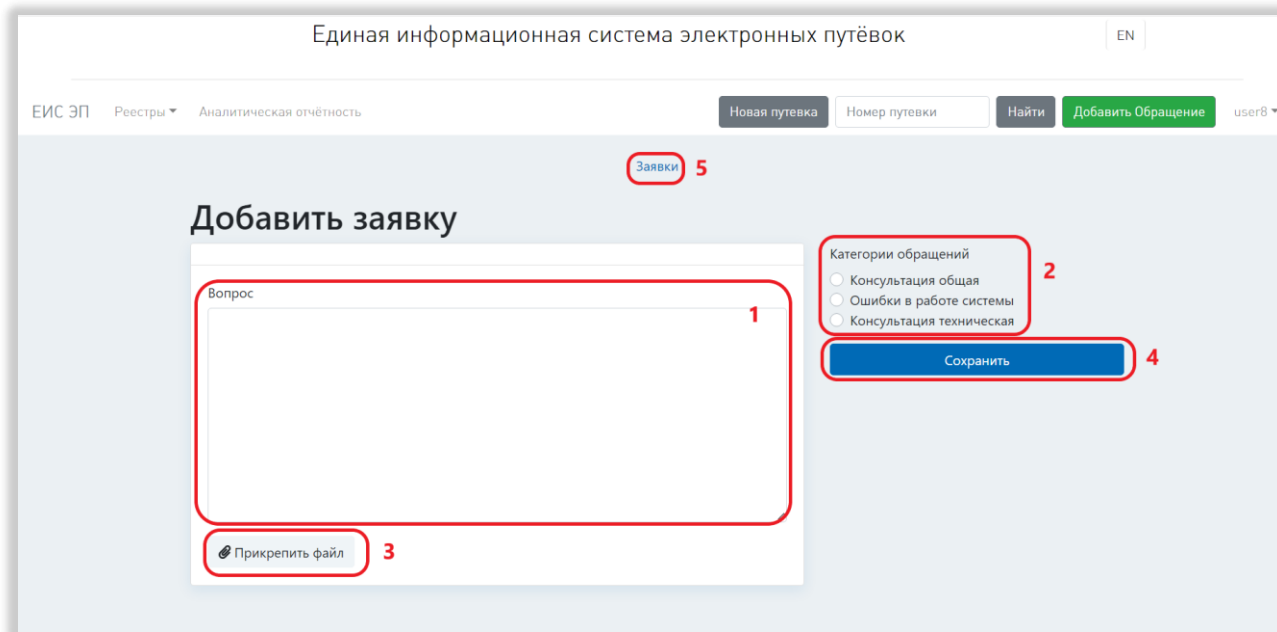 Единая информационная система электронных путёвок
EN
ЕИС ЭП Реестры Аналитическая отчётность Новая путевка Номер путевки Найти Добавить Обращение user8
Заявки 5
Добавить заявку
Категории обращений
2
Консультация общая
Ошибки в работе системы
Консультация техническая
Вопрос
1
Сохранить 4
Прикрепить файл 3